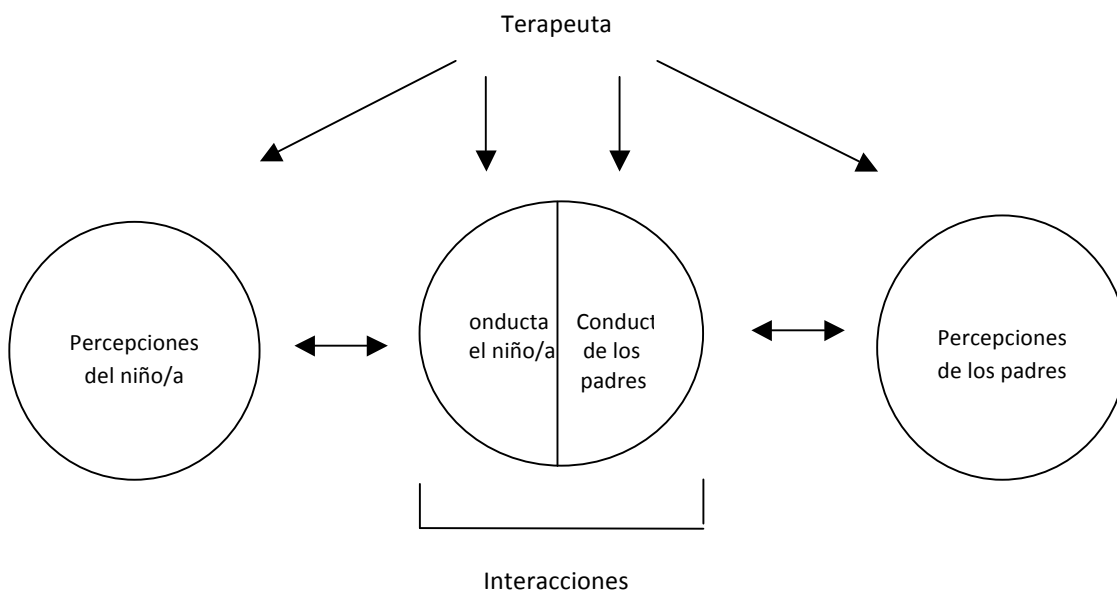 Terapeuta
Percepciones
del niño/a
onducta
el niño/a
Conduct
de los
padres
Percepciones
de los padres
Interacciones